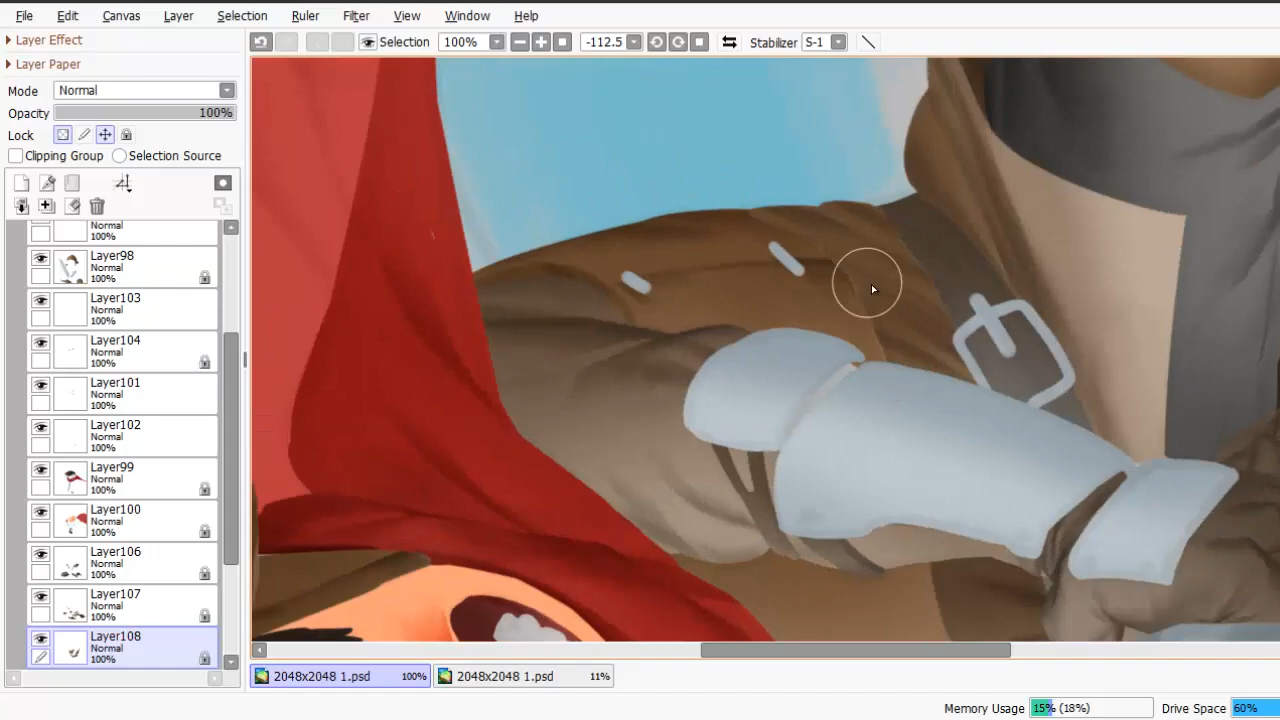 File Edit Canvas Layer Selection Ruler Filter View Window Help
Layer Effect
Selection 100% -112.5 Stabilizer S-1
Layer Paper
Mode Normal
Opacity 100%
Lock
Clipping Group Selection Source
Normal
100%
Layer98
Normal
100%
Layer103
Normal
100%
Layer104
Normal
100%
Layer101
Normal
100%
Layer102
Normal
100%
Layer99
Normal
100%
Layer100
Normal
100%
Layer106
Normal
100%
Layer107
Normal
100%
Layer108
Normal
100%
2048x2048 1.psd 100% 2048x2048 1.psd 11%
Memory Usage 15% (18%) Drive Space 60%